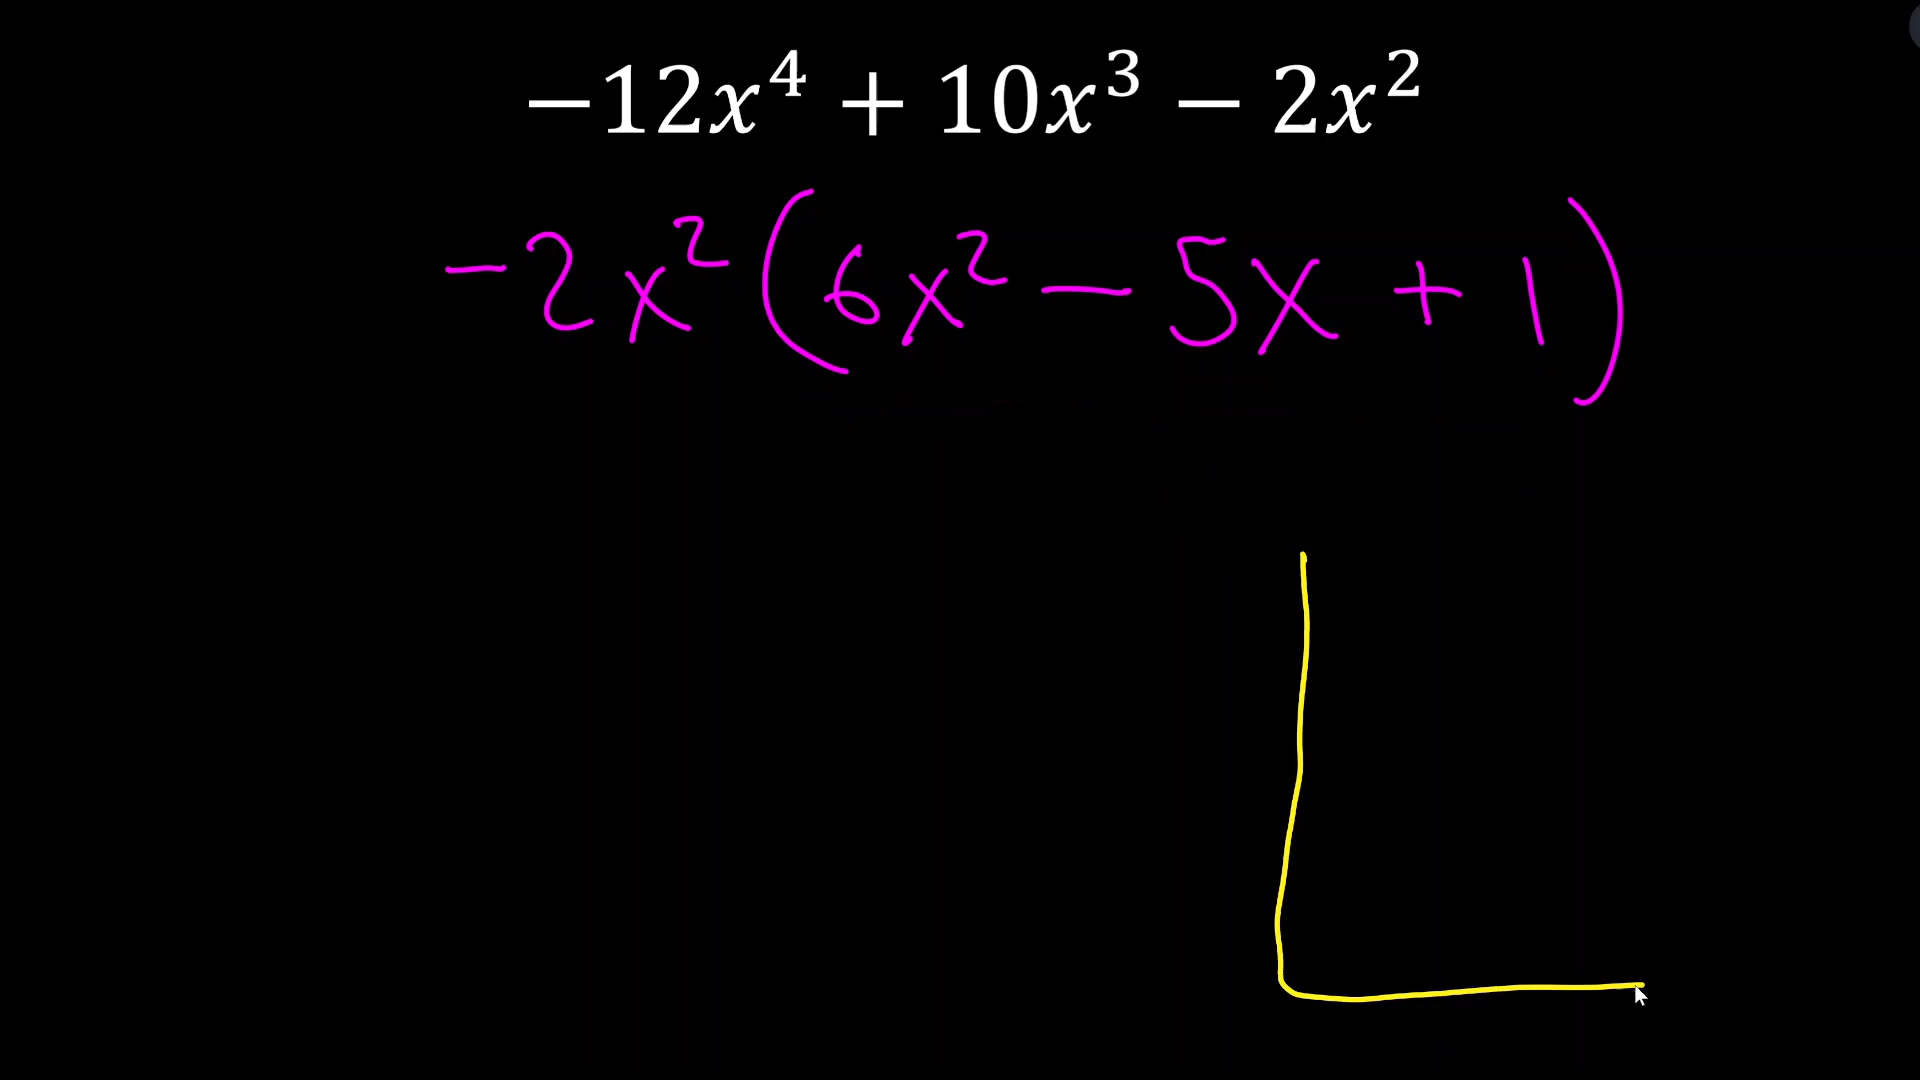 −12x⁴ + 10x³ − 2x²
−2x²(6x² − 5x + 1)